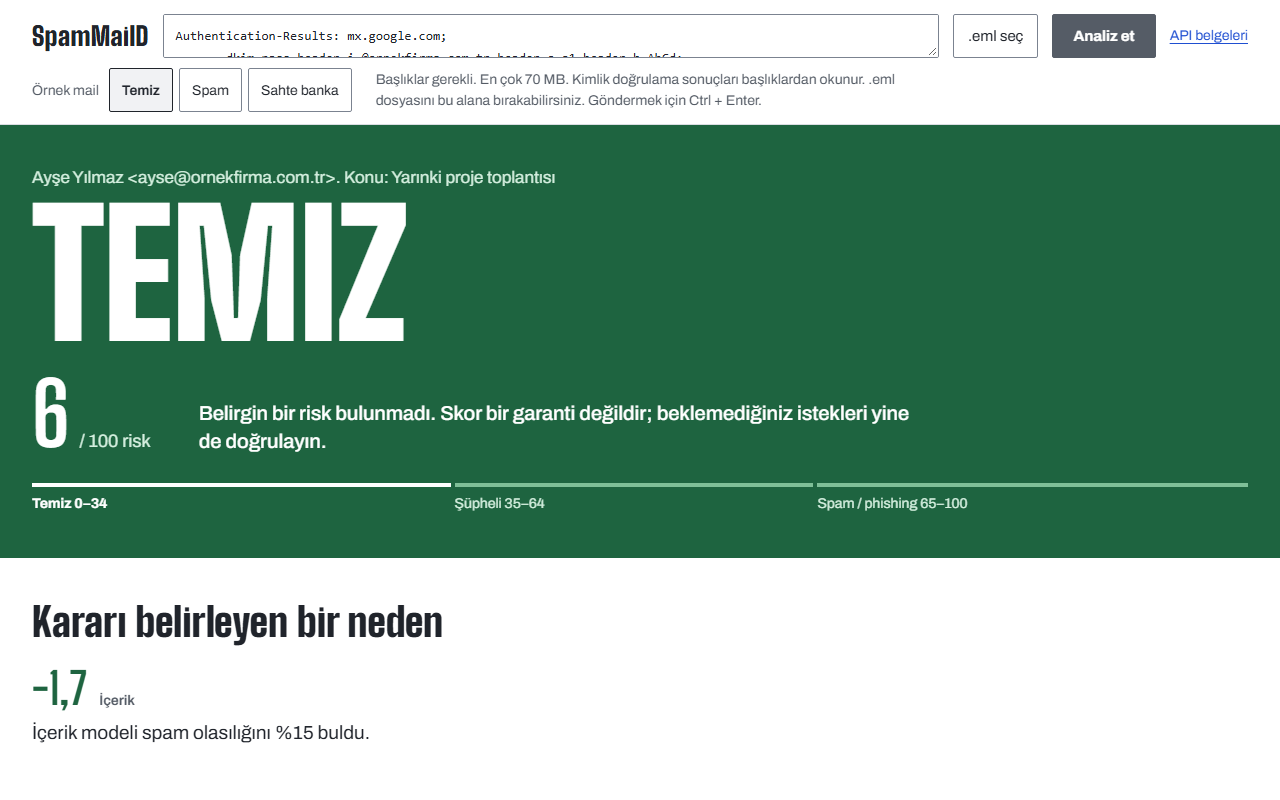 SpamMailD
Authentication-Results: mx.google.com;
.eml seç
Analiz et
API belgeleri
Örnek mail
Temiz
Spam
Sahte banka
Başlıklar gerekli. En çok 70 MB. Kimlik doğrulama sonuçları başlıklardan okunur. .eml
dosyasını bu alana bırakabilirsiniz. Göndermek için Ctrl + Enter.
Ayşe Yılmaz <ayse@ornekfirma.com.tr>. Konu: Yarınki proje toplantısı
TEMIZ
6 / 100 risk
Belirgin bir risk bulunmadı. Skor bir garanti değildir; beklemediğiniz istekleri yine
de doğrulayın.
Temiz 0–34
Şüpheli 35–64
Spam / phishing 65–100
Kararı belirleyen bir neden
−1,7 İçerik
İçerik modeli spam olasılığını %15 buldu.